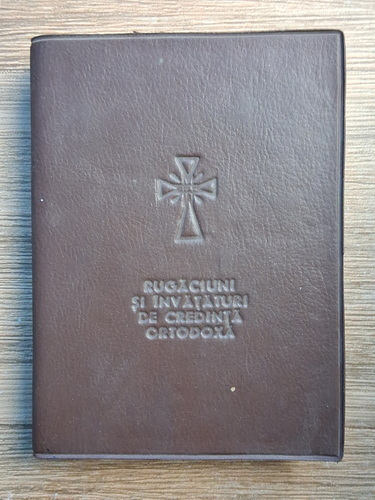 RUGĂCIUNI
ȘI ÎNVĂȚĂTURI
DE CREDINȚĂ
ORTODOXĂ